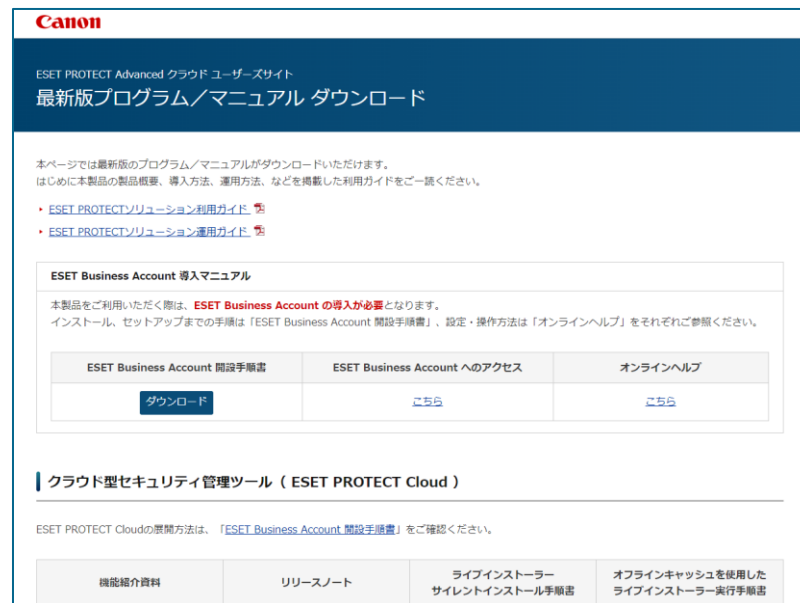 Canon
ESET PROTECT Advanced クラウド ユーザーズサイト
最新版プログラム／マニュアル ダウンロード
本ページでは最新版のプログラム／マニュアルがダウンロードいただけます。
はじめに本製品の製品概要、導入方法、運用方法、などを掲載した利用ガイドをご一読ください。
ESET PROTECTソリューション利用ガイド
ESET PROTECTソリューション運用ガイド
ESET Business Account 導入マニュアル
本製品をご利用いただく際は、ESET Business Account の導入が必要となります。
インストール、セットアップまでの手順は「ESET Business Account 開設手順書」、設定・操作方法は「オンラインヘルプ」をそれぞれご参照ください。
ESET Business Account 開設手順書 ESET Business Account へのアクセス オンラインヘルプ
ダウンロード こちら こちら
クラウド型セキュリティ管理ツール（ ESET PROTECT Cloud ）
ESET PROTECT Cloudの展開方法は、「ESET Business Account 開設手順書」をご確認ください。
機能紹介資料 リリースノート ライブインストーラー オフラインキャッシュを使用した
サイレントインストール手順書 ライブインストーラー実行手順書